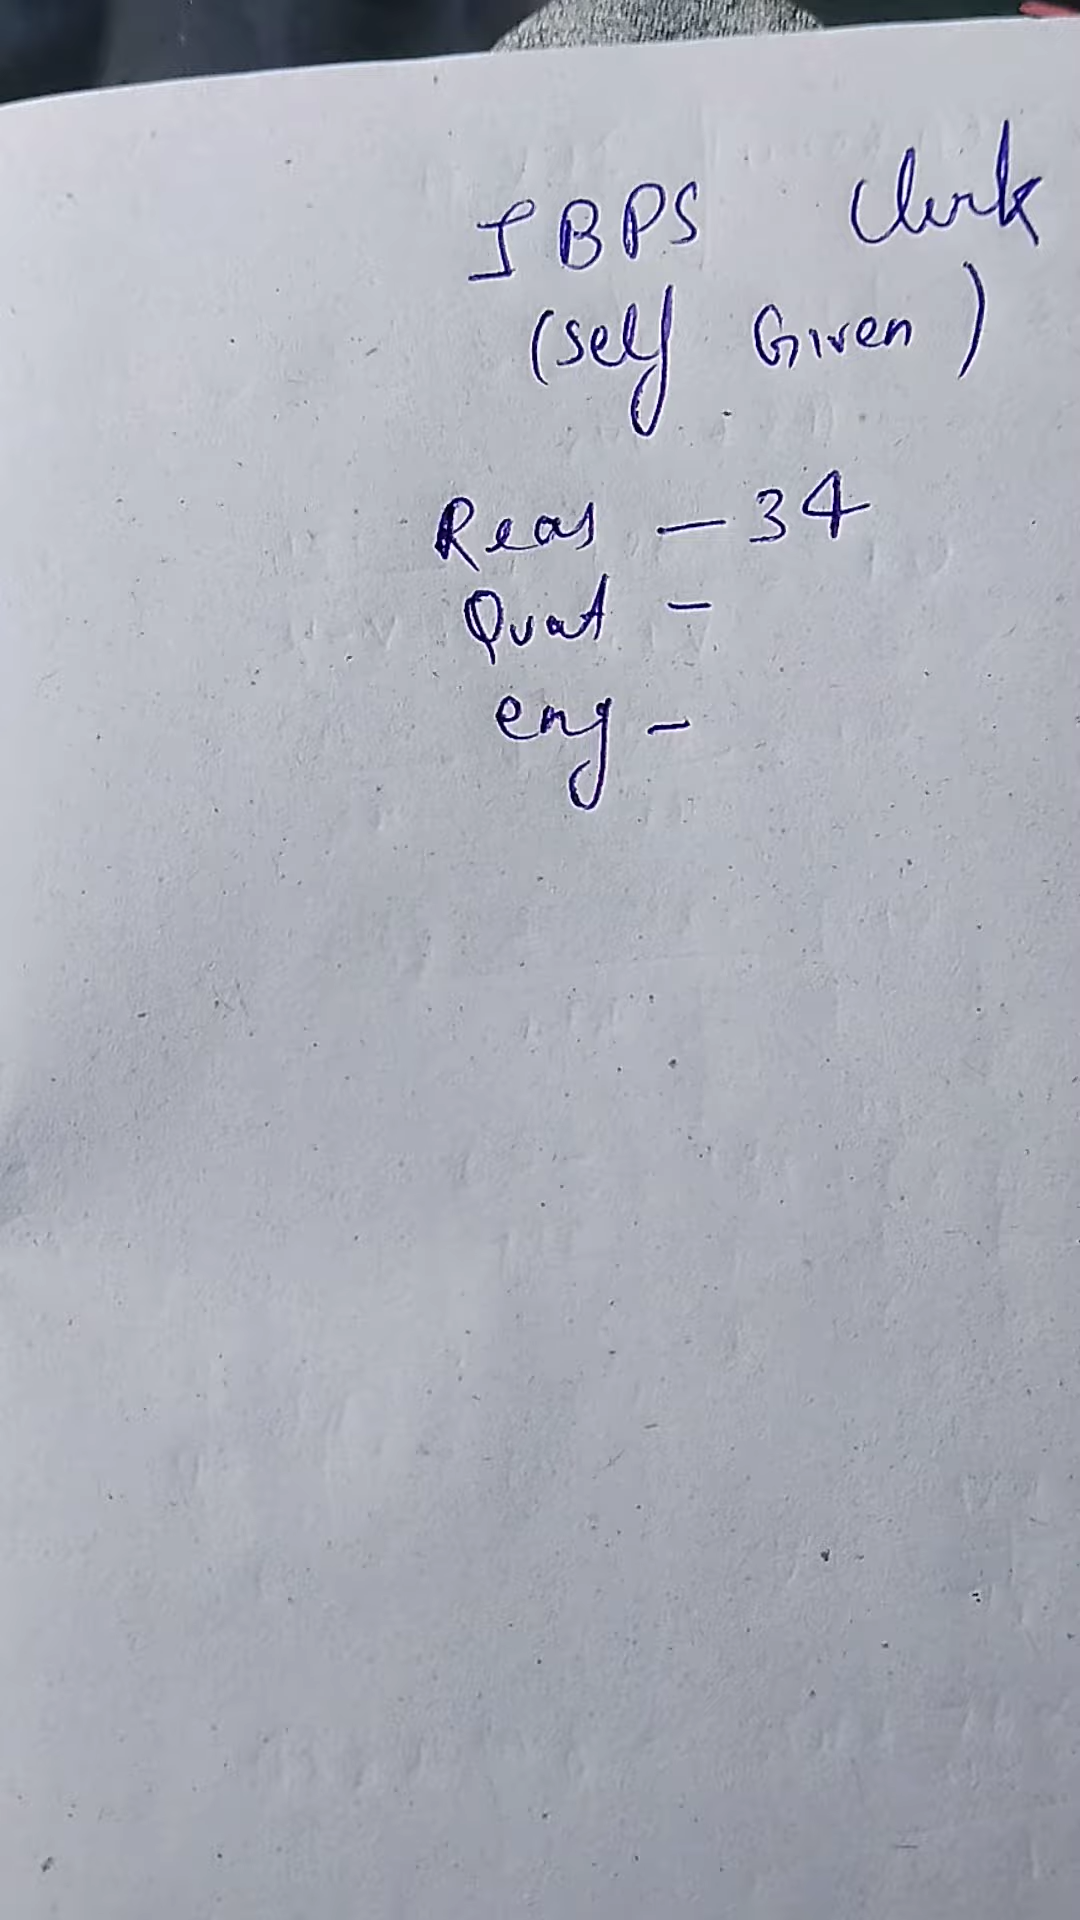 IBPS Clerk
(self Given)
Reas - 34
Quat -
eng -